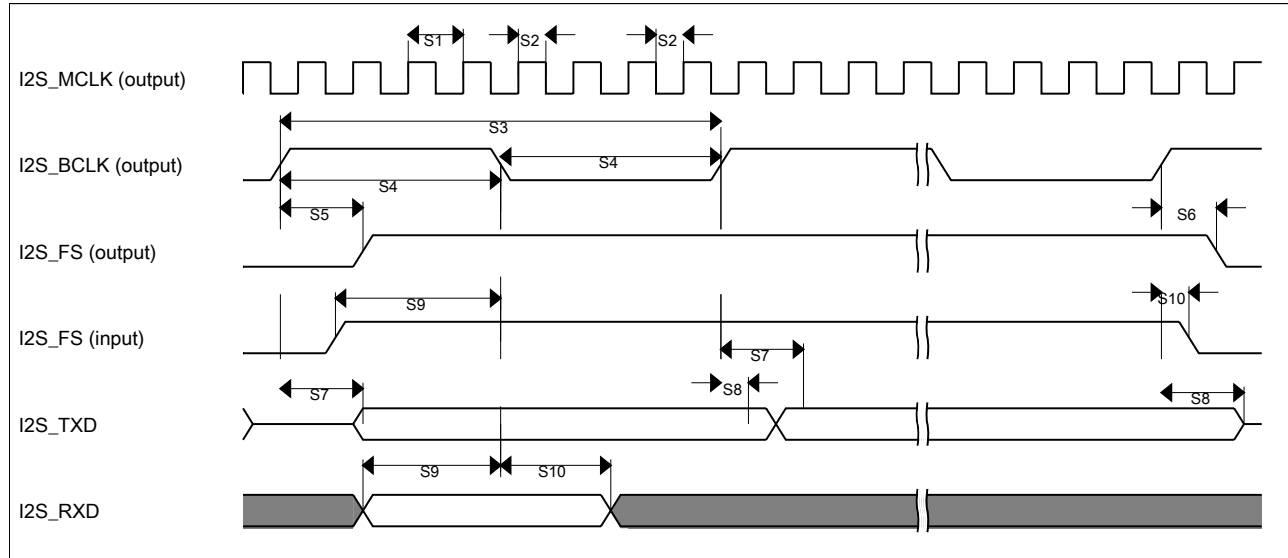 S1 S2 S2
I2S_MCLK (output)
S3
I2S_BCLK (output)
S4
S4
S5 S6
I2S_FS (output)
S9 S10
I2S_FS (input)
S7
S7 S8 S8
I2S_TXD
S9 S10
I2S_RXD